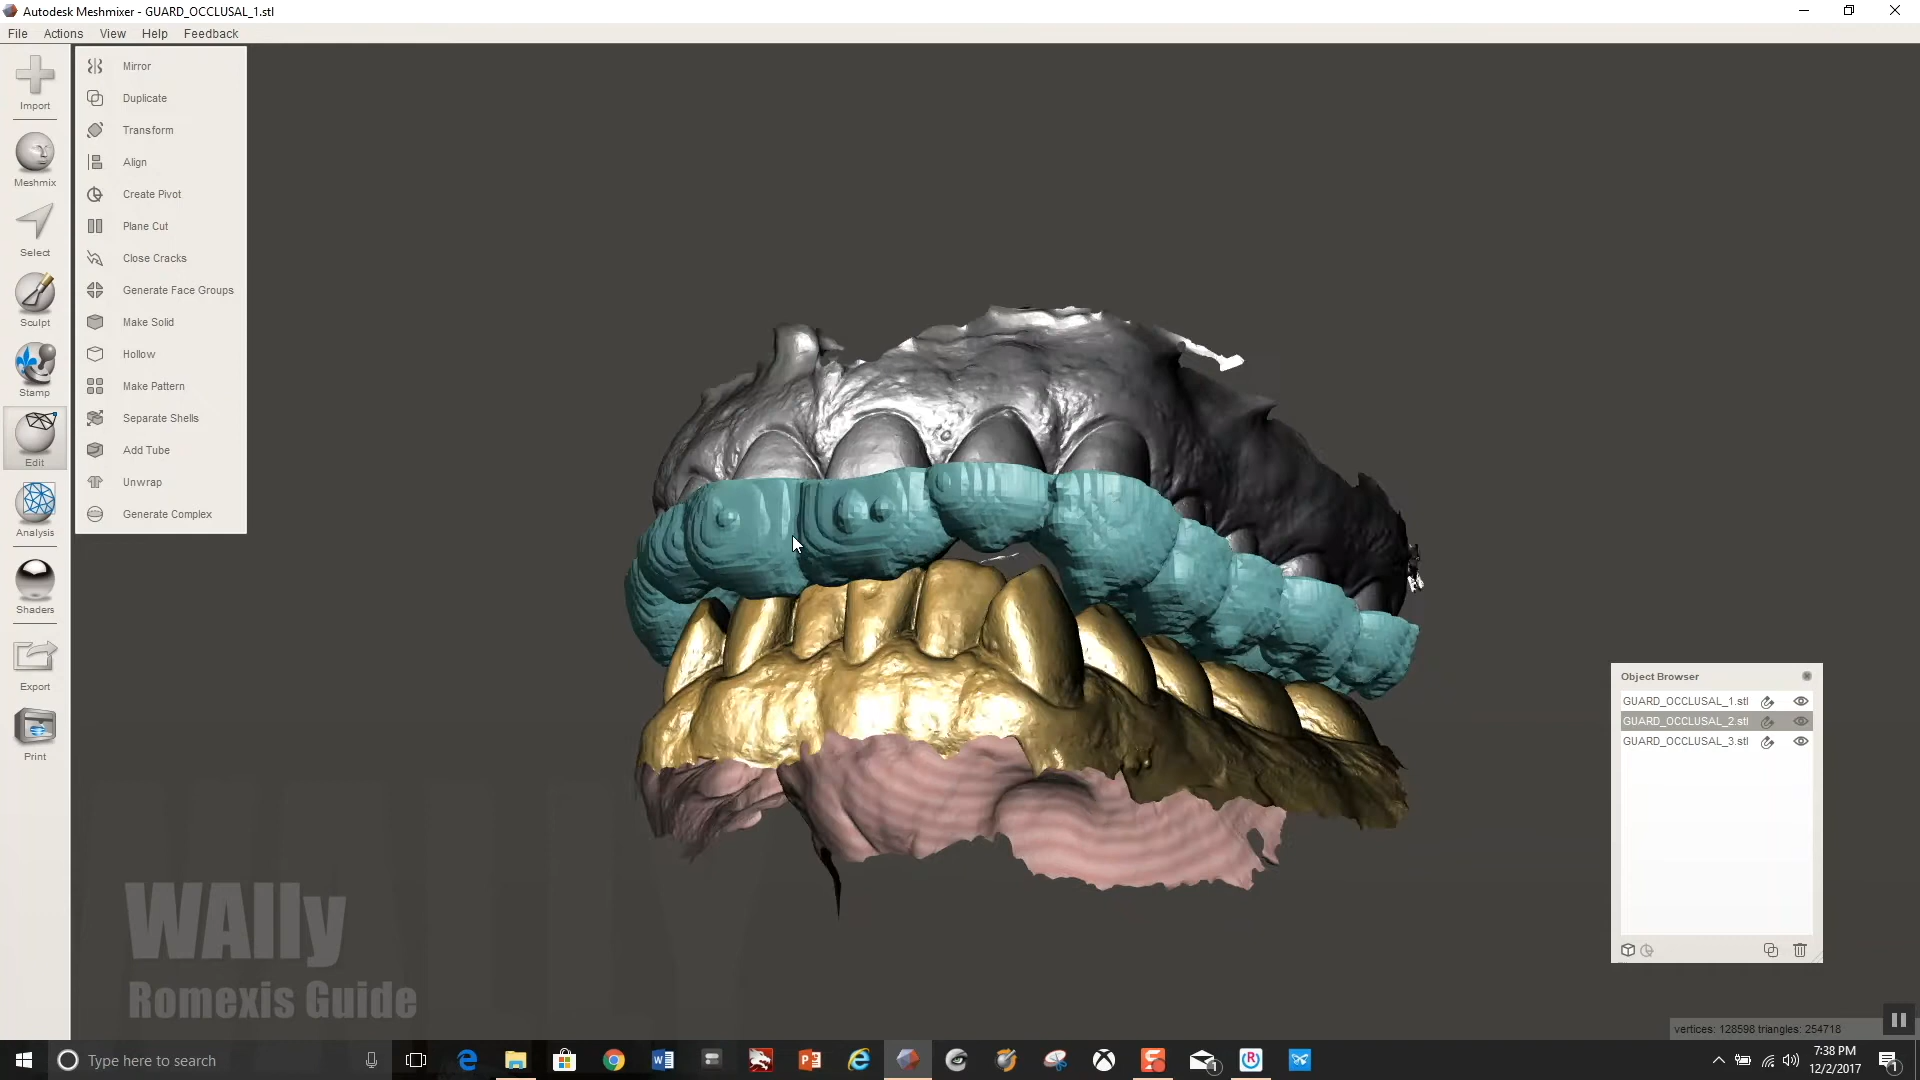 Autodesk Meshmixer - GUARD_OCCLUSAL_1.stl
File Actions View Help Feedback
Import
Meshmix
Select
Sculpt
Stamp
Edit
Analysis
Shaders
Export
Print
Mirror
Duplicate
Transform
Align
Create Pivot
Plane Cut
Close Cracks
Generate Face Groups
Make Solid
Hollow
Make Pattern
Separate Shells
Add Tube
Unwrap
Generate Complex
Object Browser
GUARD_OCCLUSAL_1.stl
GUARD_OCCLUSAL_2.stl
GUARD_OCCLUSAL_3.stl
WAlly
Romexis Guide
vertices: 128598 triangles: 254718
Type here to search
7:38 PM
12/2/2017